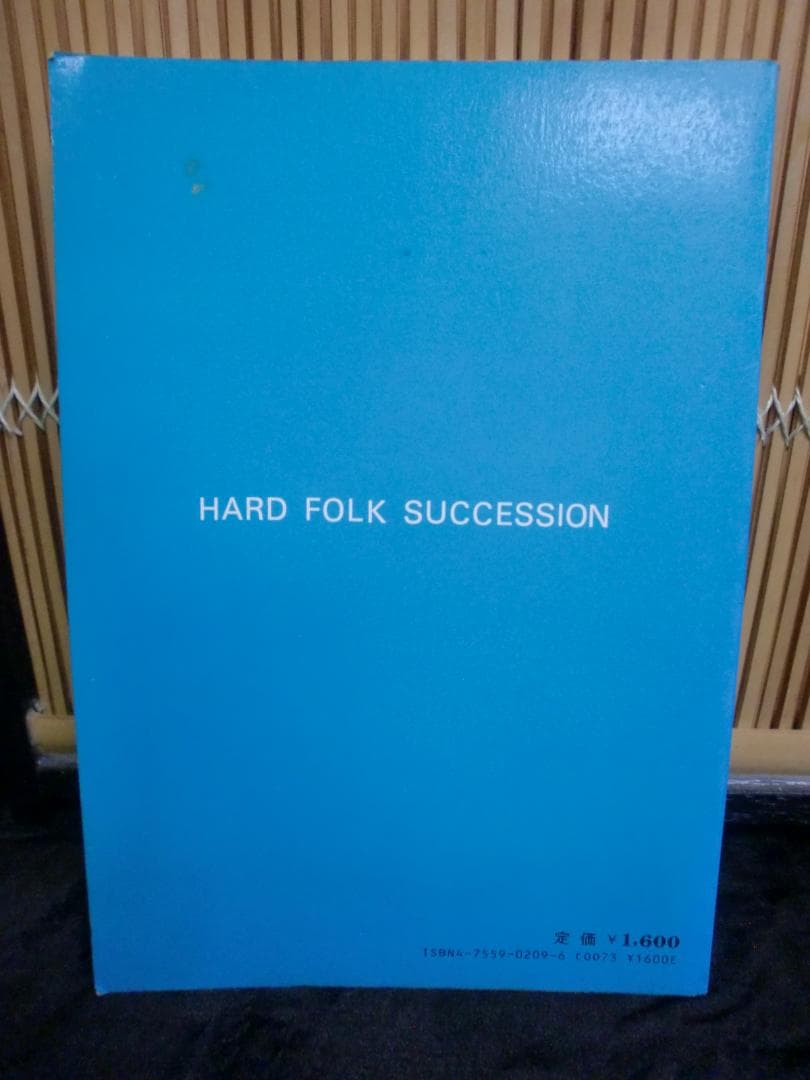 HARD FOLK SUCCESSION
定価 ¥1,600
ISBN4-7559-0209-6 C0073 ¥1600E